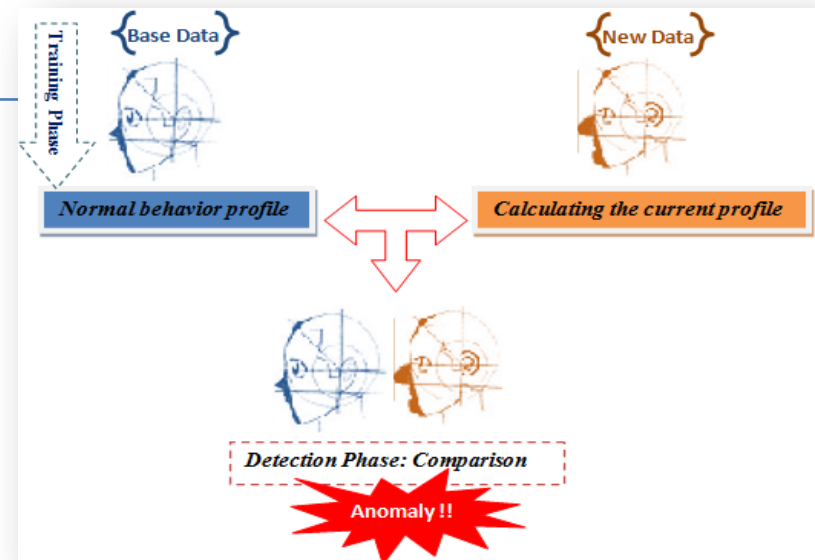 {Base Data}
{New Data}
Training Phase
Normal behavior profile
Calculating the current profile
Detection Phase: Comparison
Anomaly !!